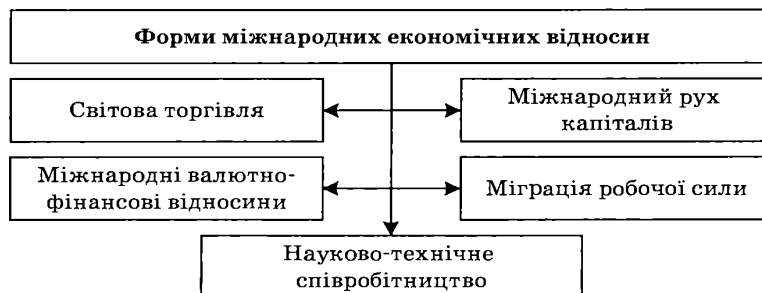 Форми міжнародних економічних відносин
Світова торгівля
Міжнародний рух
капіталів
Міжнародні валютно-
фінансові відносини
Міграція робочої сили
Науково-технічне
співробітництво